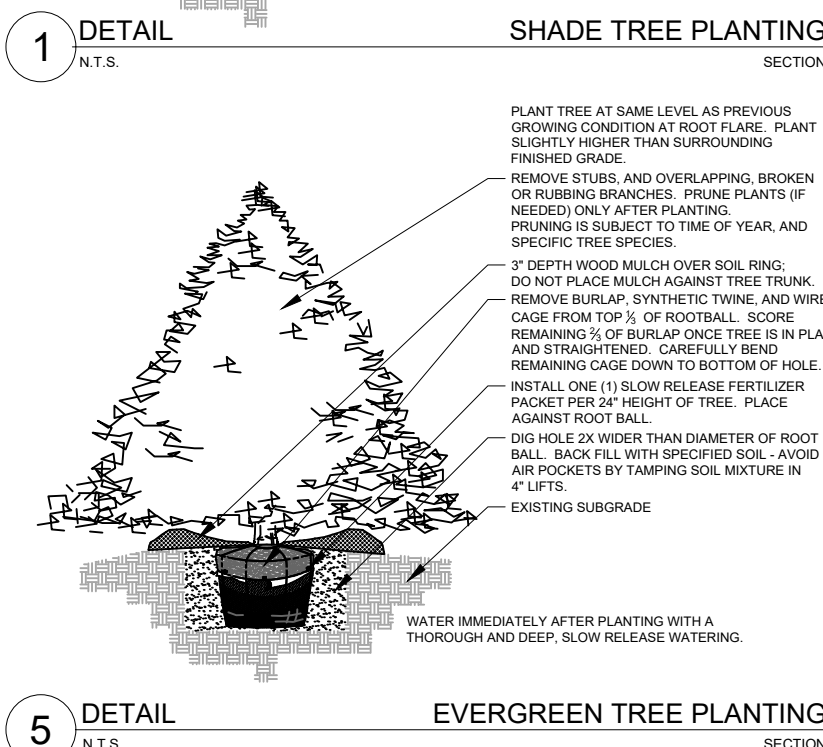 1
DETAIL
SHADE TREE PLANTING
N.T.S.
SECTION
PLANT TREE AT SAME LEVEL AS PREVIOUS
GROWING CONDITION AT ROOT FLARE. PLANT
SLIGHTLY HIGHER THAN SURROUNDING
FINISHED GRADE.
REMOVE STUBS, AND OVERLAPPING, BROKEN
OR RUBBING BRANCHES. PRUNE PLANTS (IF
NEEDED) ONLY AFTER PLANTING.
PRUNING IS SUBJECT TO TIME OF YEAR, AND
SPECIFIC TREE SPECIES.
3" DEPTH WOOD MULCH OVER SOIL RING;
DO NOT PLACE MULCH AGAINST TREE TRUNK.
REMOVE BURLAP, SYNTHETIC TWINE, AND WIRE
CAGE FROM TOP ⅓ OF ROOTBALL. SCORE
REMAINING ⅔ OF BURLAP ONCE TREE IS IN PLA
AND STRAIGHTENED. CAREFULLY BEND
REMAINING CAGE DOWN TO BOTTOM OF HOLE.
INSTALL ONE (1) SLOW RELEASE FERTILIZER
PACKET PER 24" HEIGHT OF TREE. PLACE
AGAINST ROOT BALL.
DIG HOLE 2X WIDER THAN DIAMETER OF ROOT
BALL. BACK FILL WITH SPECIFIED SOIL - AVOID
AIR POCKETS BY TAMPING SOIL MIXTURE IN
4" LIFTS.
EXISTING SUBGRADE
WATER IMMEDIATELY AFTER PLANTING WITH A
THOROUGH AND DEEP, SLOW RELEASE WATERING.
5
DETAIL
EVERGREEN TREE PLANTING
N.T.S.
SECTION